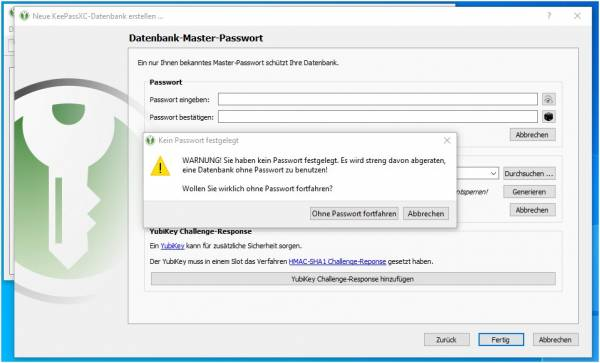 Neue KeePassXC-Datenbank erstellen ...
Datenbank-Master-Passwort
Ein nur Ihnen bekanntes Master-Passwort schützt Ihre Datenbank.
Passwort
Passwort eingeben:
Passwort bestätigen:
Abbrechen
Kein Passwort festgelegt
WARNUNG! Sie haben kein Passwort festgelegt. Es wird streng davon abgeraten,
eine Datenbank ohne Passwort zu benutzen!
Wollen Sie wirklich ohne Passwort fortfahren?
Ohne Passwort fortfahren Abbrechen
Durchsuchen ...
entsperren! Generieren
Abbrechen
YubiKey Challenge-Response
Ein YubiKey kann für zusätzliche Sicherheit sorgen.
Der YubiKey muss in einem Slot das Verfahren HMAC-SHA1 Challenge-Reponse gesetzt haben.
YubiKey Challenge-Response hinzufügen
Zurück Fertig Abbrechen